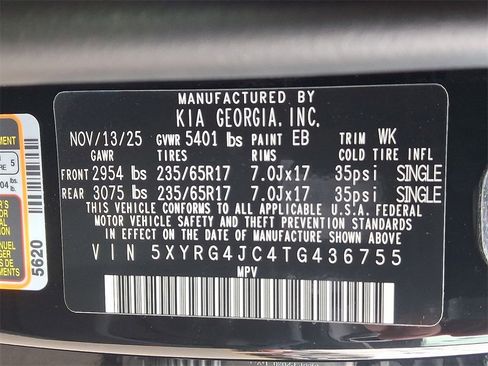 MANUFACTURED BY
KIA GEORGIA, INC.
NOV/13/25 GVWR 5401 lbs PAINT EB TRIM WK
GAWR TIRES RIMS COLD TIRE INFL
FRONT 2954 lbs 235/65R17 7.0Jx17 35psi SINGLE
REAR 3075 lbs 235/65R17 7.0Jx17 35psi SINGLE
THIS VEHICLE CONFORMS TO ALL APPLICABLE U.S.A. FEDERAL
MOTOR VEHICLE SAFETY, BUMPER, AND THEFT PREVENTION
STANDARDS IN EFFECT ON THE DATE OF MANUFACTURE SHOWN ABOVE.
VIN 5XYRG4JC4TG436755
MPV
5
lbs.
5620